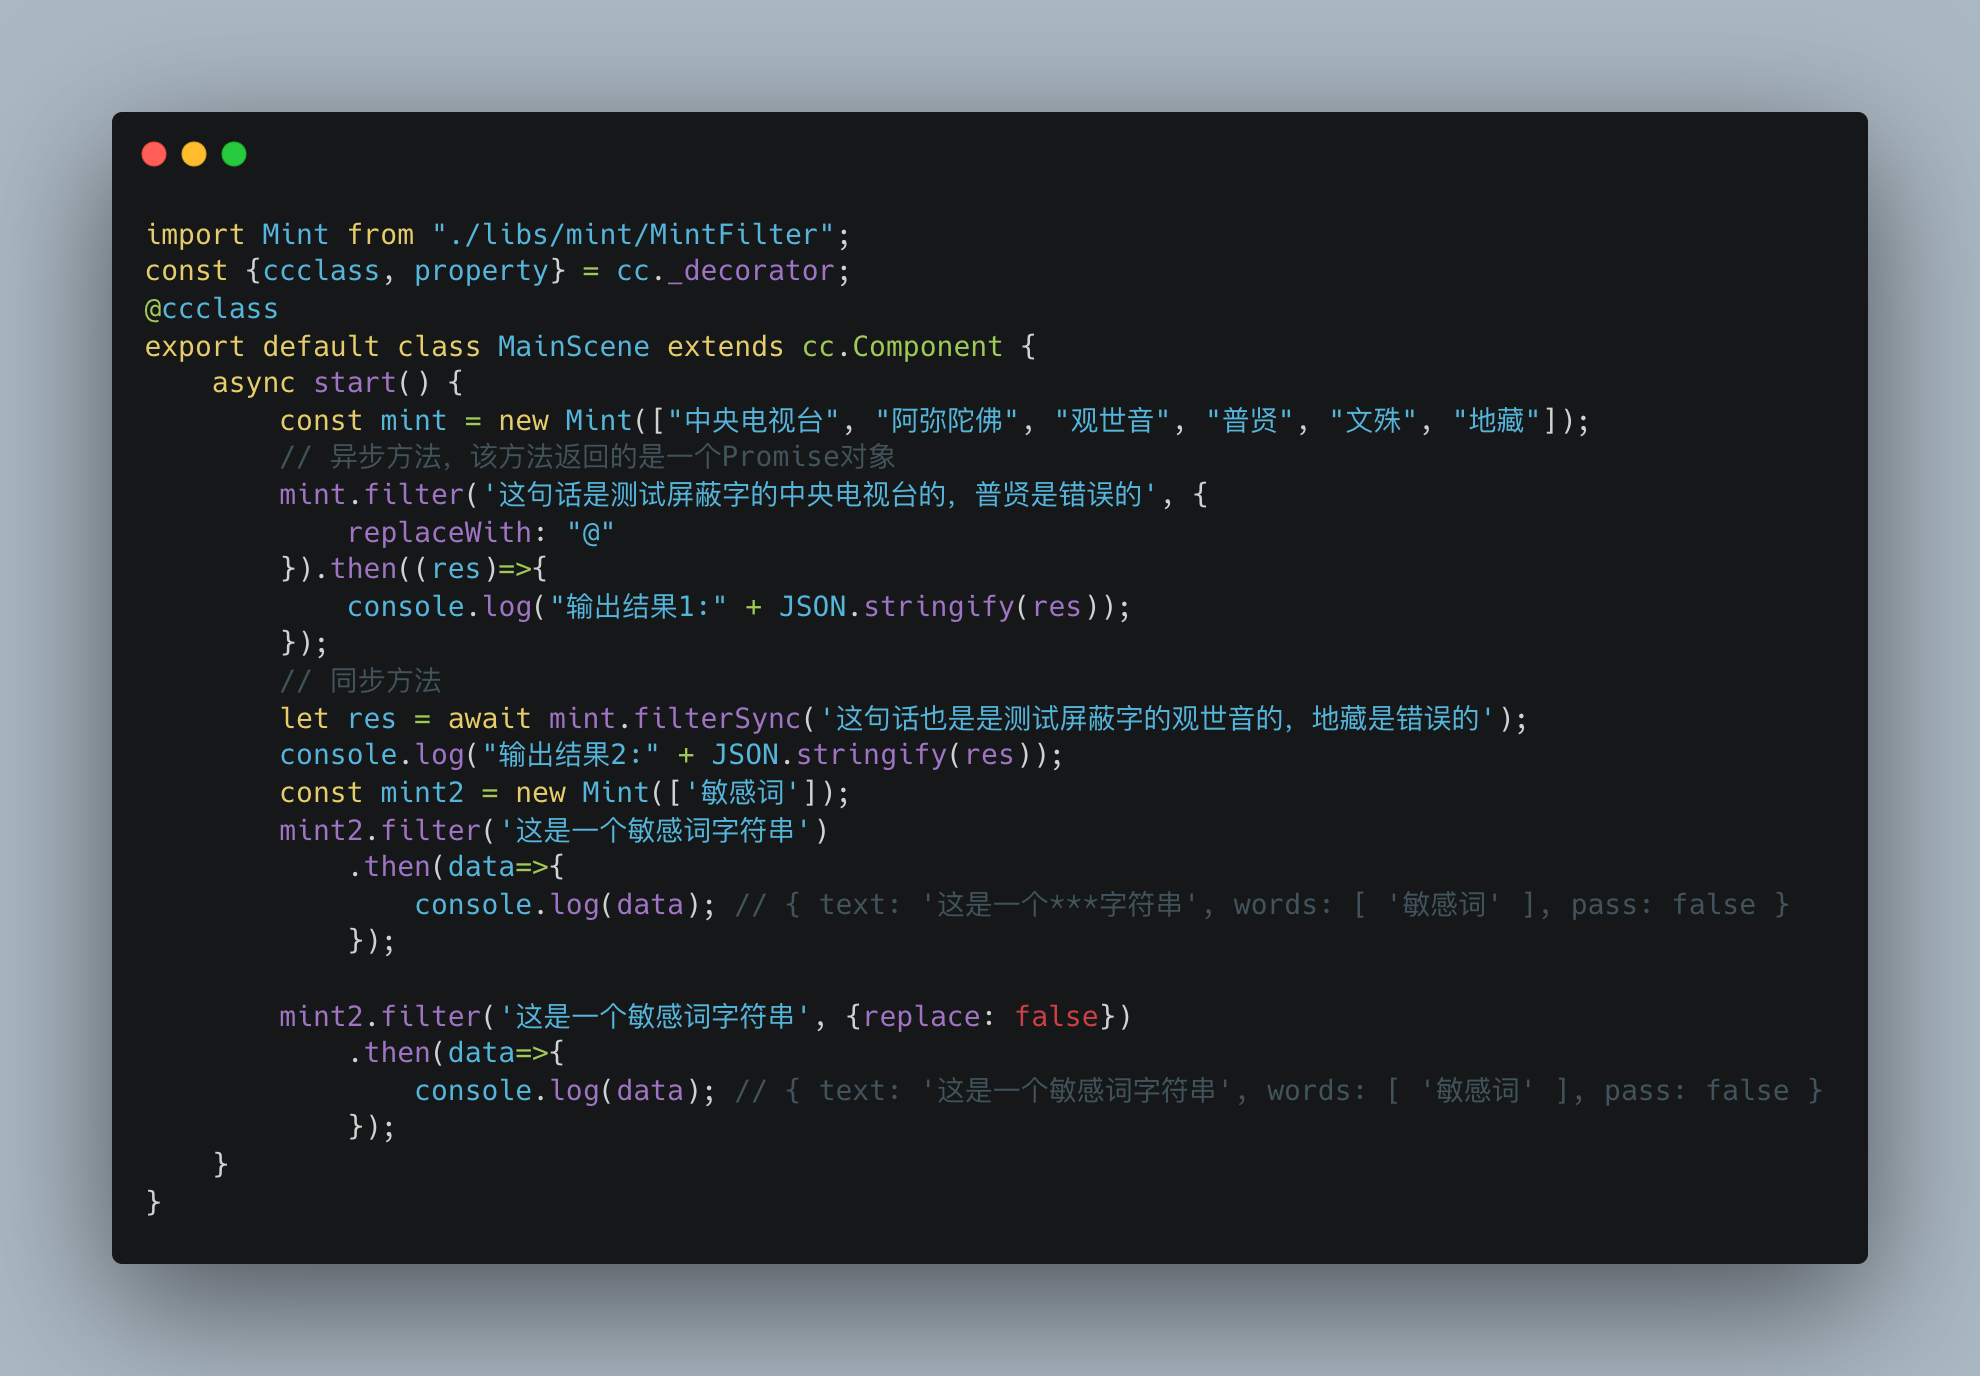 import Mint from "./libs/mint/MintFilter";
const {ccclass, property} = cc._decorator;
@ccclass
export default class MainScene extends cc.Component {
    async start() {
        const mint = new Mint(["中央电视台", "阿弥陀佛", "观世音", "普贤", "文殊", "地藏"]);
        // 异步方法，该方法返回的是一个Promise对象
        mint.filter('这句话是测试屏蔽字的中央电视台的，普贤是错误的', {
            replaceWith: "@"
        }).then((res)=>{
            console.log("输出结果1:" + JSON.stringify(res));
        });
        // 同步方法
        let res = await mint.filterSync('这句话也是是测试屏蔽字的观世音的，地藏是错误的');
        console.log("输出结果2:" + JSON.stringify(res));
        const mint2 = new Mint(['敏感词']);
        mint2.filter('这是一个敏感词字符串')
            .then(data=>{
                console.log(data); // { text: '这是一个***字符串', words: [ '敏感词' ], pass: false }
            });

        mint2.filter('这是一个敏感词字符串', {replace: false})
            .then(data=>{
                console.log(data); // { text: '这是一个敏感词字符串', words: [ '敏感词' ], pass: false }
            });
    }
}